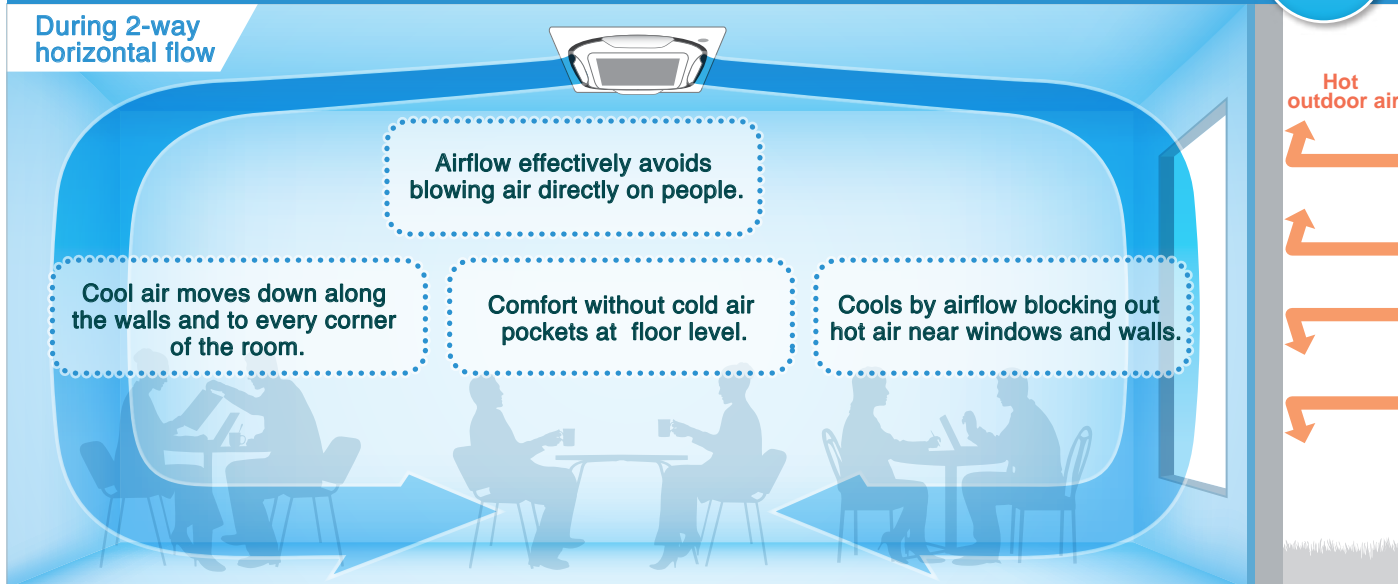 During 2-way
horizontal flow
Hot
outdoor air
Airflow effectively avoids
blowing air directly on people.
Cool air moves down along
the walls and to every corner
of the room.
Comfort without cold air
pockets at floor level.
Cools by airflow blocking out
hot air near windows and walls.